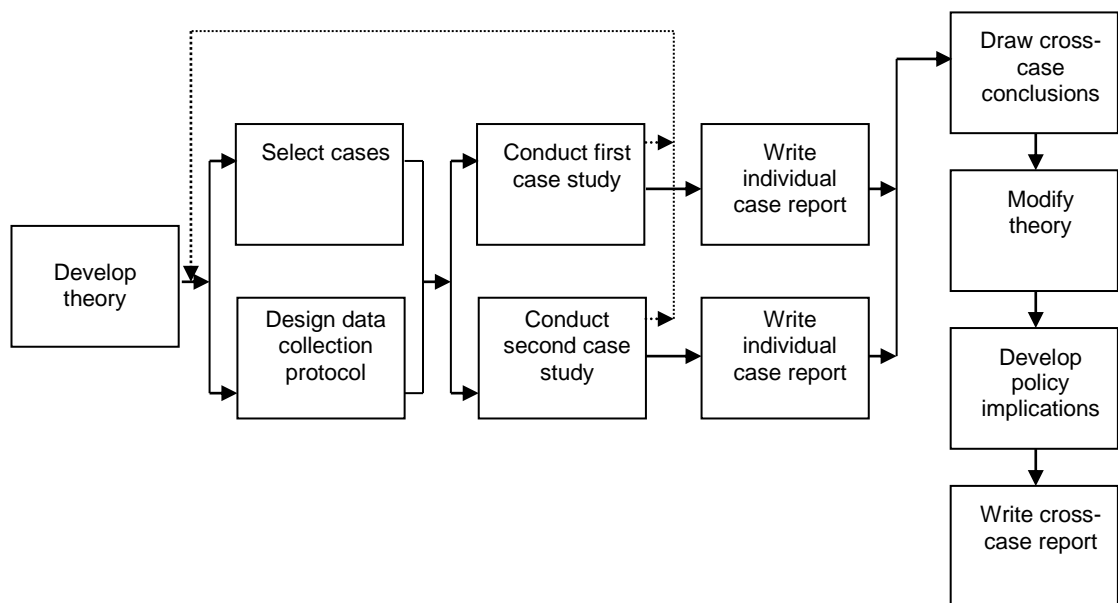 Develop
theory
Select cases
Design data
collection
protocol
Conduct first
case study
Conduct
second case
study
Write
individual
case report
Write
individual
case report
Draw cross-
case
conclusions
Modify
theory
Develop
policy
implications
Write cross-
case report